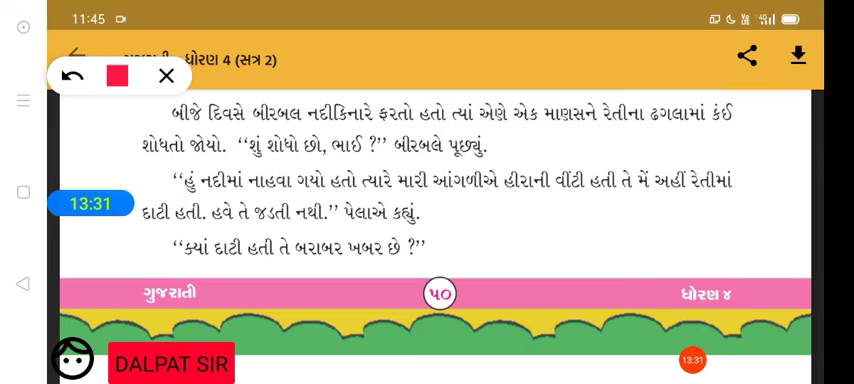 11:45
ગુજરાતી - ધોરણ 4 (સત્ર 2)
બીજે દિવસે બીરબલ નદીકિનારે ફરતો હતો ત્યાં એણે એક માણસને રેતીના ઢગલામાં કંઈ
શોધતો જોયો. “શું શોધો છો, ભાઈ ?” બીરબલે પૂછ્યું.
“હું નદીમાં નાહવા ગયો હતો ત્યારે મારી આંગળીએ હીરાની વીંટી હતી તે મેં અહીં રેતીમાં
13:31
દાટી હતી. હવે તે જડતી નથી.” પેલાએ કહ્યું.
“ક્યાં દાટી હતી તે બરાબર ખબર છે ?”
ગુજરાતી
૫૦
ધોરણ ૪
DALPAT SIR
13:31